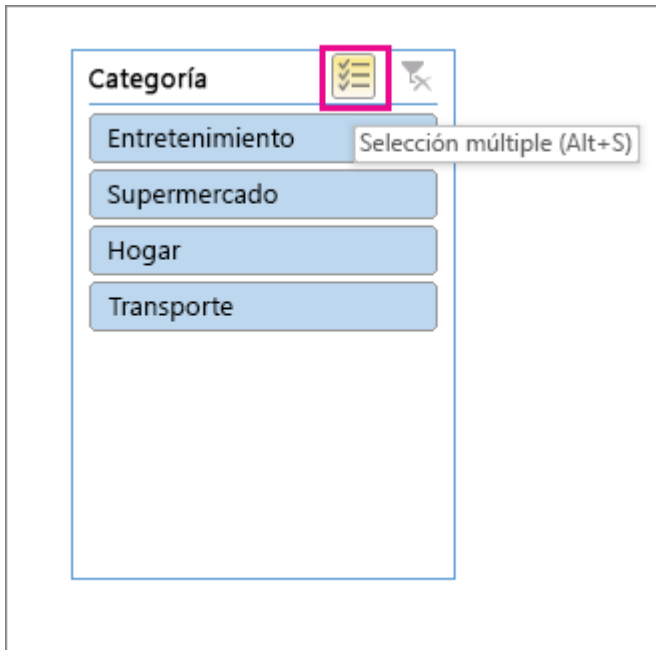 Categoría
Entretenimiento
Selección múltiple (Alt+S)
Supermercado
Hogar
Transporte